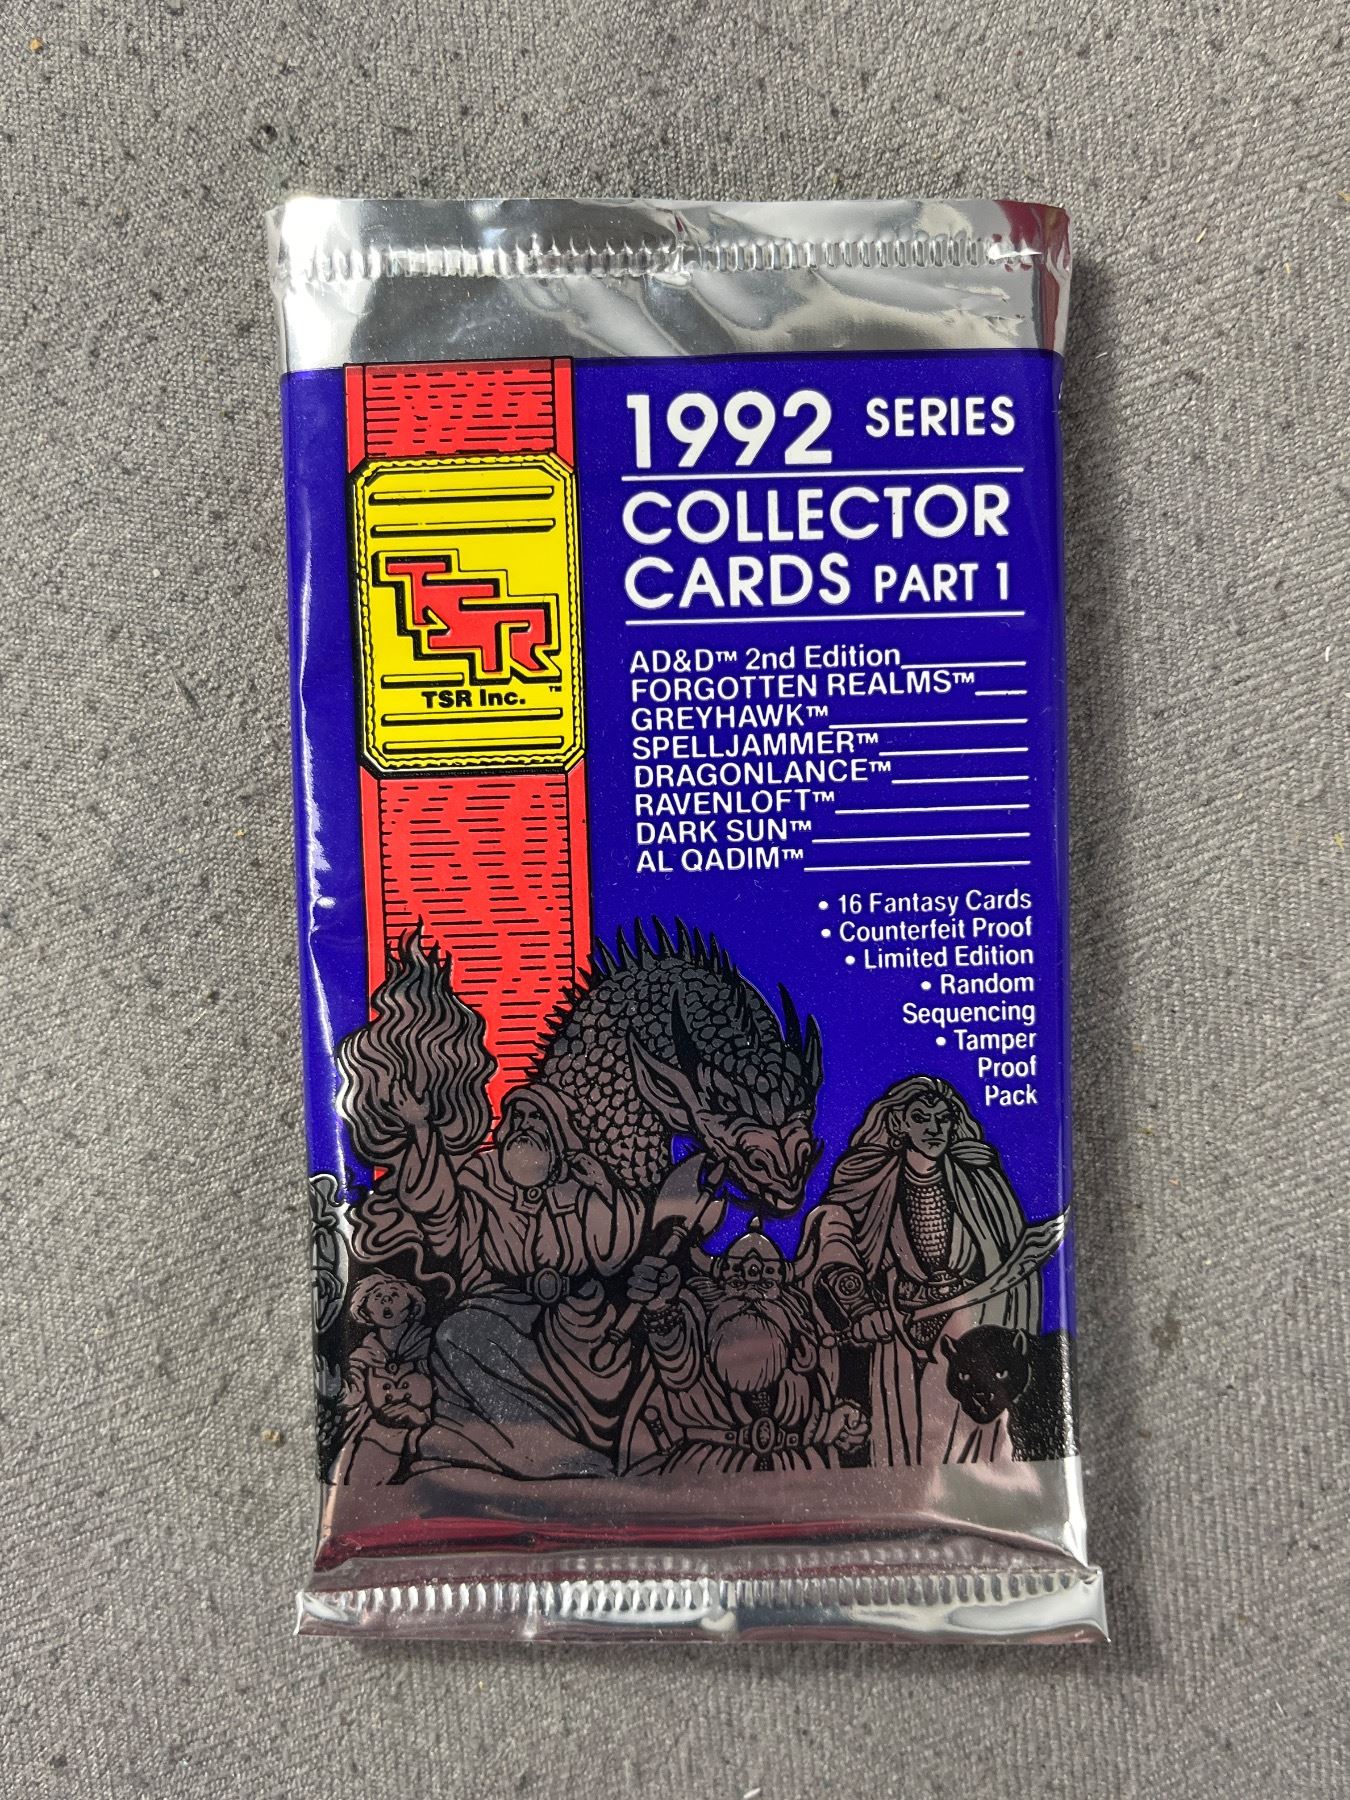 1992 SERIES
COLLECTOR
CARDS PART 1
TSR
TSR Inc.™
AD&D™ 2nd Edition
FORGOTTEN REALMS™
GREYHAWK™
SPELLJAMMER™
DRAGONLANCE™
RAVENLOFT™
DARK SUN™
AL QADIM™
• 16 Fantasy Cards
• Counterfeit Proof
• Limited Edition
• Random
Sequencing
• Tamper
Proof
Pack